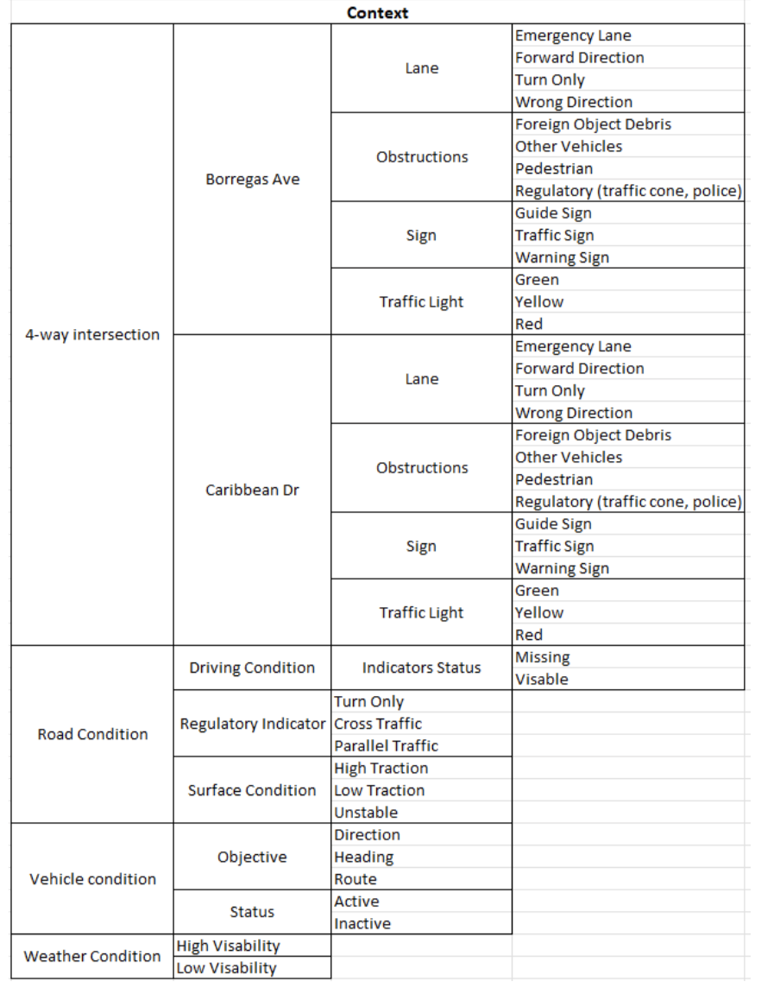 Context
4-way intersection
Borregas Ave
Lane
Emergency Lane
Forward Direction
Turn Only
Wrong Direction
Obstructions
Foreign Object Debris
Other Vehicles
Pedestrian
Regulatory (traffic cone, police)
Sign
Guide Sign
Traffic Sign
Warning Sign
Traffic Light
Green
Yellow
Red
Caribbean Dr
Lane
Emergency Lane
Forward Direction
Turn Only
Wrong Direction
Obstructions
Foreign Object Debris
Other Vehicles
Pedestrian
Regulatory (traffic cone, police)
Sign
Guide Sign
Traffic Sign
Warning Sign
Traffic Light
Green
Yellow
Red
Road Condition
Driving Condition
Indicators Status
Missing
Visable
Regulatory Indicator
Turn Only
Cross Traffic
Parallel Traffic
Surface Condition
High Traction
Low Traction
Unstable
Vehicle condition
Objective
Direction
Heading
Route
Status
Active
Inactive
Weather Condition
High Visability
Low Visability